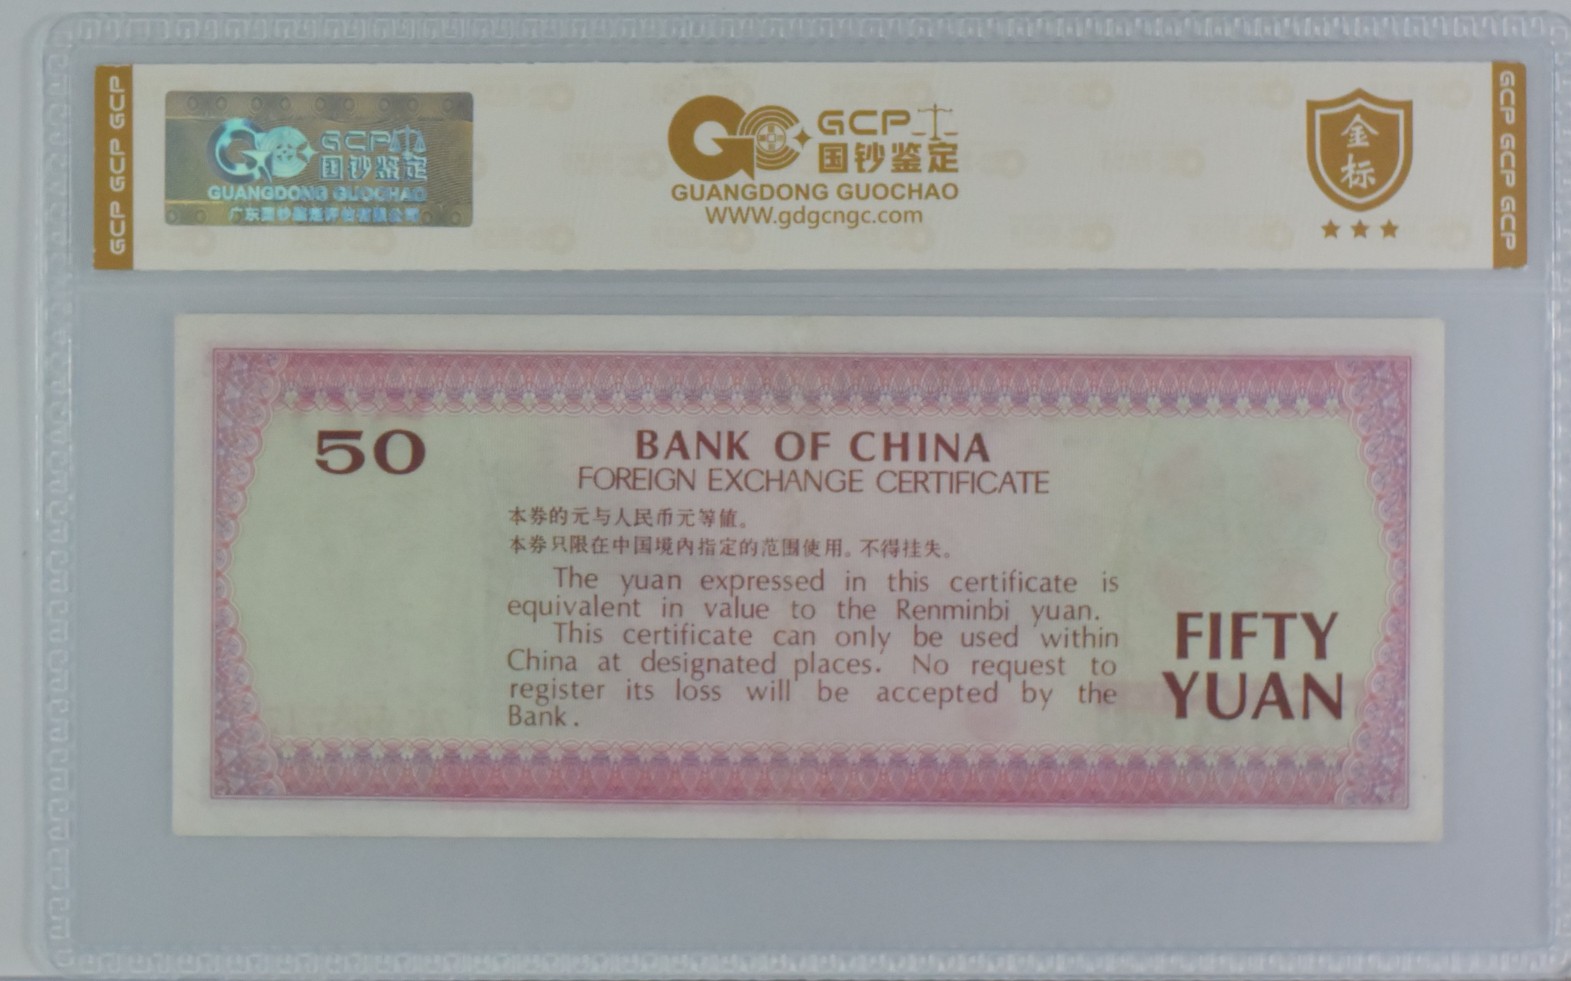 GCP GCP GCP
GCP
国钞鉴定
GUANGDONG GUOCHAO
GCP
国钞鉴定
GUANGDONG GUOCHAO
WWW.gdgcngc.com
金标
GCP GCP GCP
50
BANK OF CHINA
FOREIGN EXCHANGE CERTIFICATE
本券的元与人民币元等值。
本券只限在中国境内指定的范围使用。不得挂失。
The yuan expressed in this certificate is
equivalent in value to the Renminbi yuan.
This certificate can only be used within
China at designated places. No request to
register its loss will be accepted by the
Bank.
FIFTY
YUAN